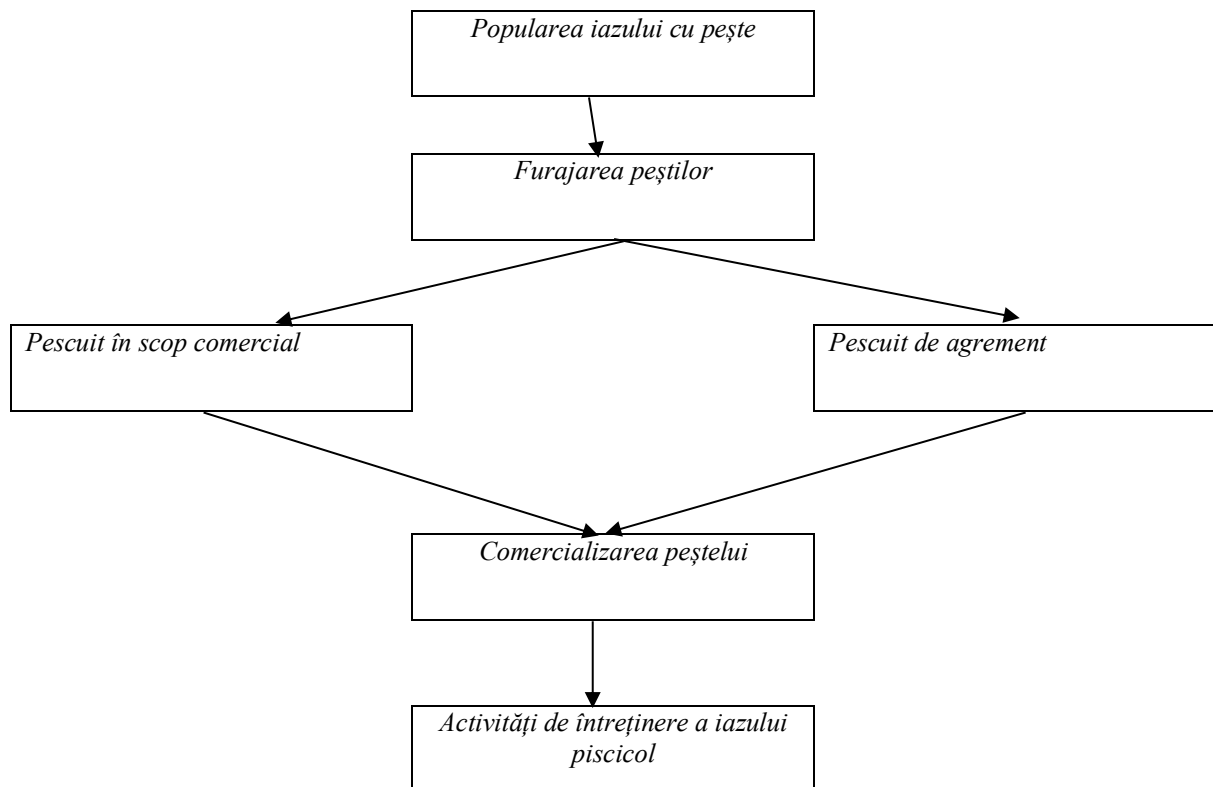 Popularea iazului cu pește
Furajarea peștilor
Pescuit în scop comercial
Pescuit de agrement
Comercializarea peștelui
Activități de întreținere a iazului
piscicol